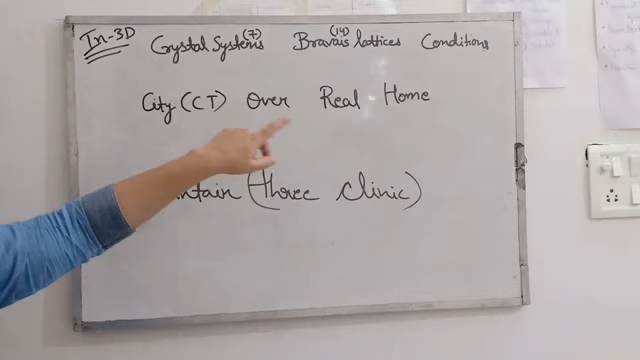 In-3D Crystal Systems (7) Bravais (14) lattices Conditions
City (CT) Over Real Home
(three clinic)